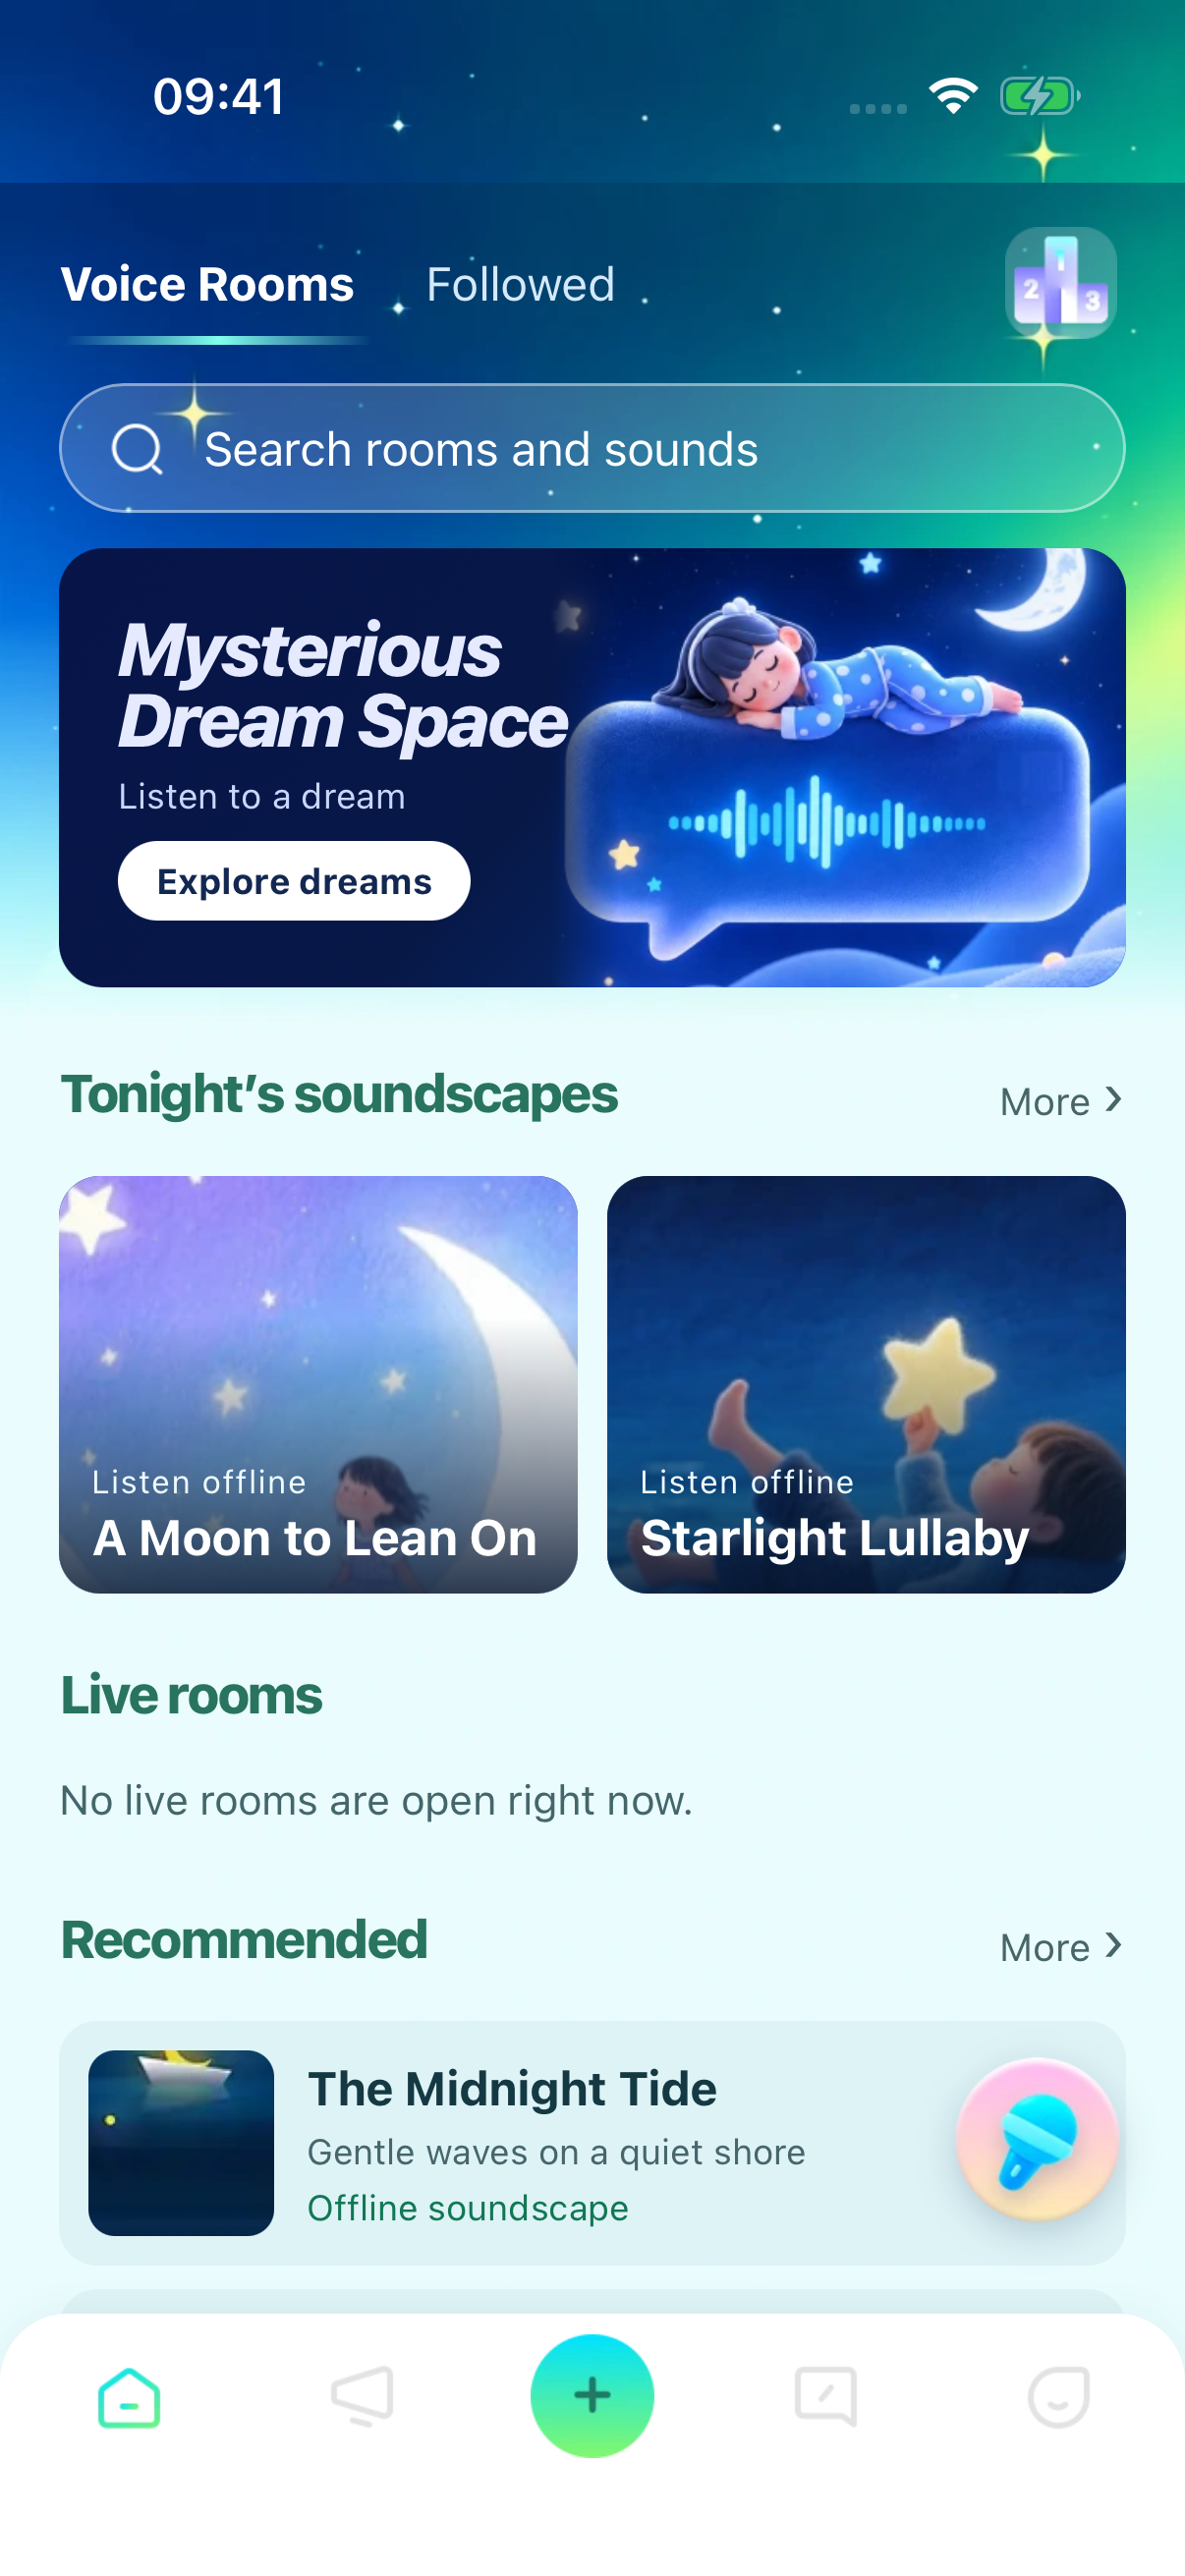 09:41
Voice Rooms
Followed
2 1 3
Search rooms and sounds
Mysterious
Dream Space
Listen to a dream
Explore dreams
Tonight’s soundscapes
More
Listen offline
A Moon to Lean On
Listen offline
Starlight Lullaby
Live rooms
No live rooms are open right now.
Recommended
More
The Midnight Tide
Gentle waves on a quiet shore
Offline soundscape